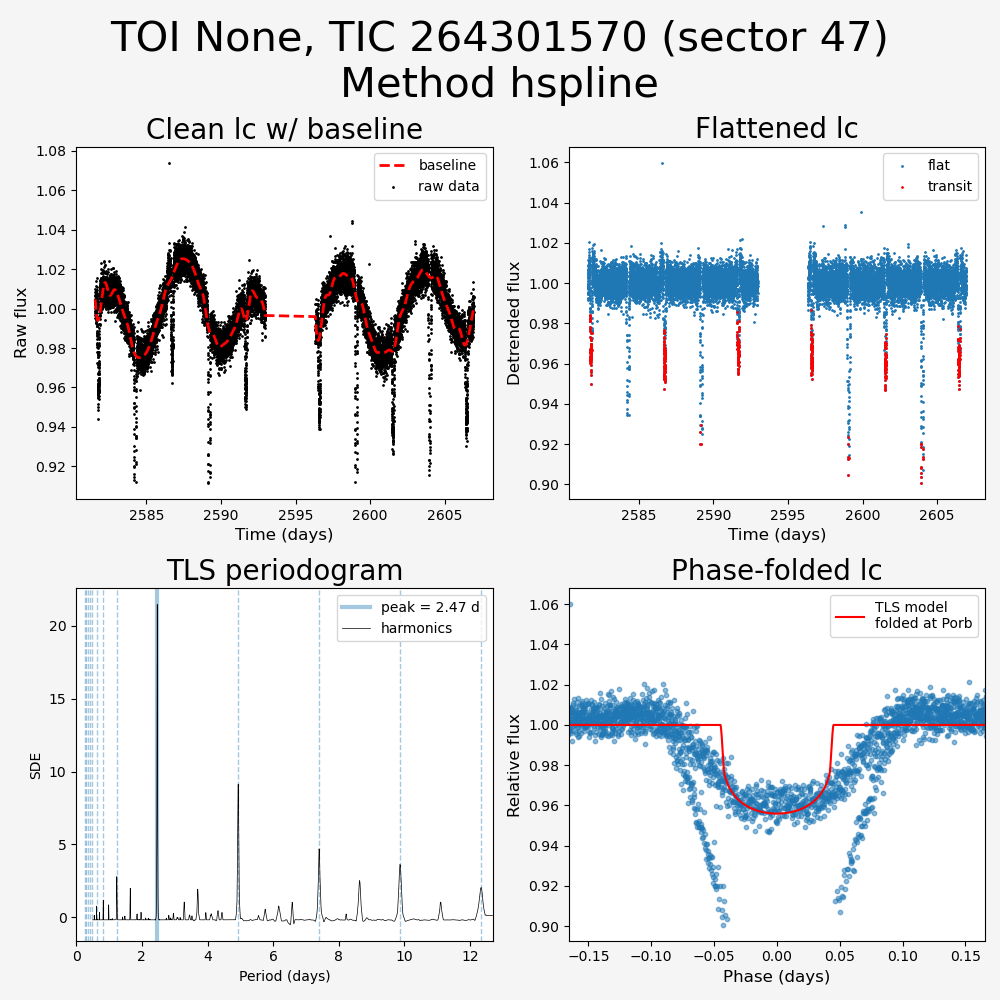 TOI None, TIC 264301570 (sector 47)
Method hspline
Clean lc w/ baseline
Flattened lc
1.08
1.06
1.04
1.02
1.00
0.98
0.96
0.94
0.92
Raw flux
baseline
raw data
2585
2590
2595
2600
2605
Time (days)
1.06
1.04
1.02
1.00
0.98
0.96
0.94
0.92
0.90
Detrended flux
flat
transit
2585
2590
2595
2600
2605
Time (days)
TLS periodogram
Phase-folded lc
20
15
10
5
0
SDE
peak = 2.47 d
harmonics
0
2
4
6
8
10
12
Period (days)
1.06
1.04
1.02
1.00
0.98
0.96
0.94
0.92
0.90
Relative flux
TLS model
folded at Porb
−0.15
−0.10
−0.05
0.00
0.05
0.10
0.15
Phase (days)